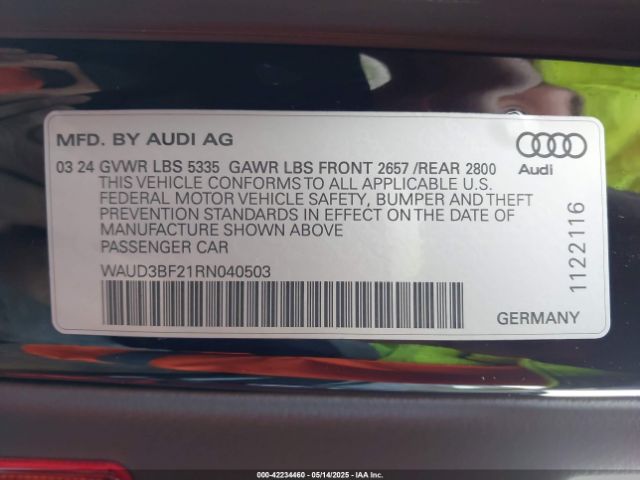 MFD. BY AUDI AG
Audi
03 24 GVWR LBS 5335 GAWR LBS FRONT 2657 /REAR 2800
THIS VEHICLE CONFORMS TO ALL APPLICABLE U.S.
FEDERAL MOTOR VEHICLE SAFETY, BUMPER AND THEFT
PREVENTION STANDARDS IN EFFECT ON THE DATE OF
MANUFACTURE SHOWN ABOVE
PASSENGER CAR
WAUD3BF21RN040503
1122116
GERMANY
000-42234460 - 05/14/2025 - IAA Inc.